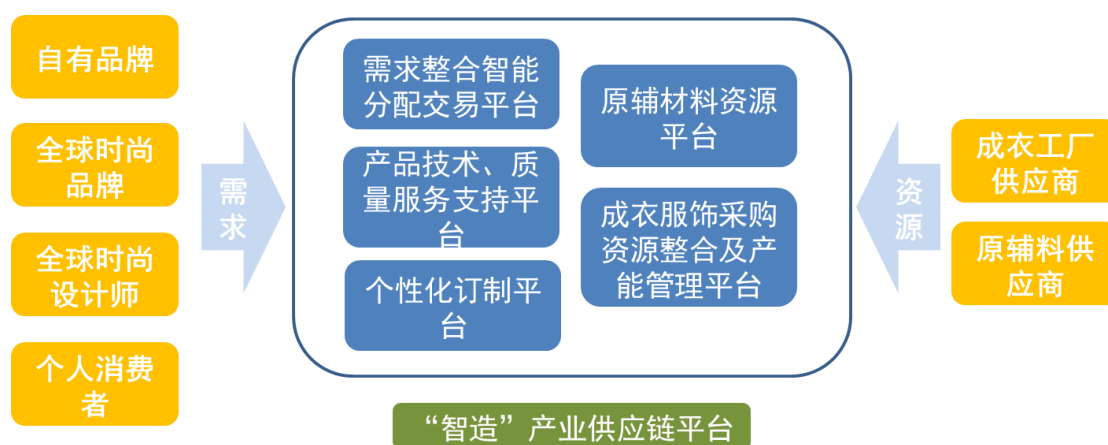 自有品牌
全球时尚
品牌
全球时尚
设计师
个人消费
者
需
求
需求整合智能
分配交易平台
产品技术、质
量服务支持平
台
个性化订制平
台
原辅材料资源
平台
成衣服饰采购
资源整合及产
能管理平台
资
源
成衣工厂
供应商
原辅料供
应商
“智造”产业供应链平台